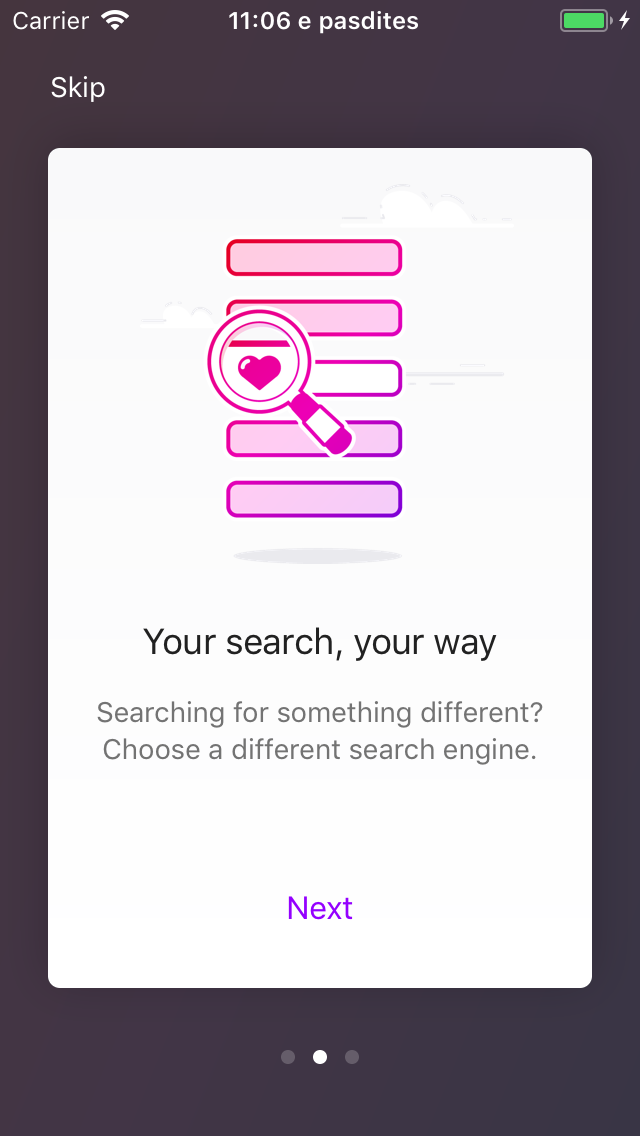 Carrier 11:06 e pasdites
Skip
Your search, your way
Searching for something different?
Choose a different search engine.
Next